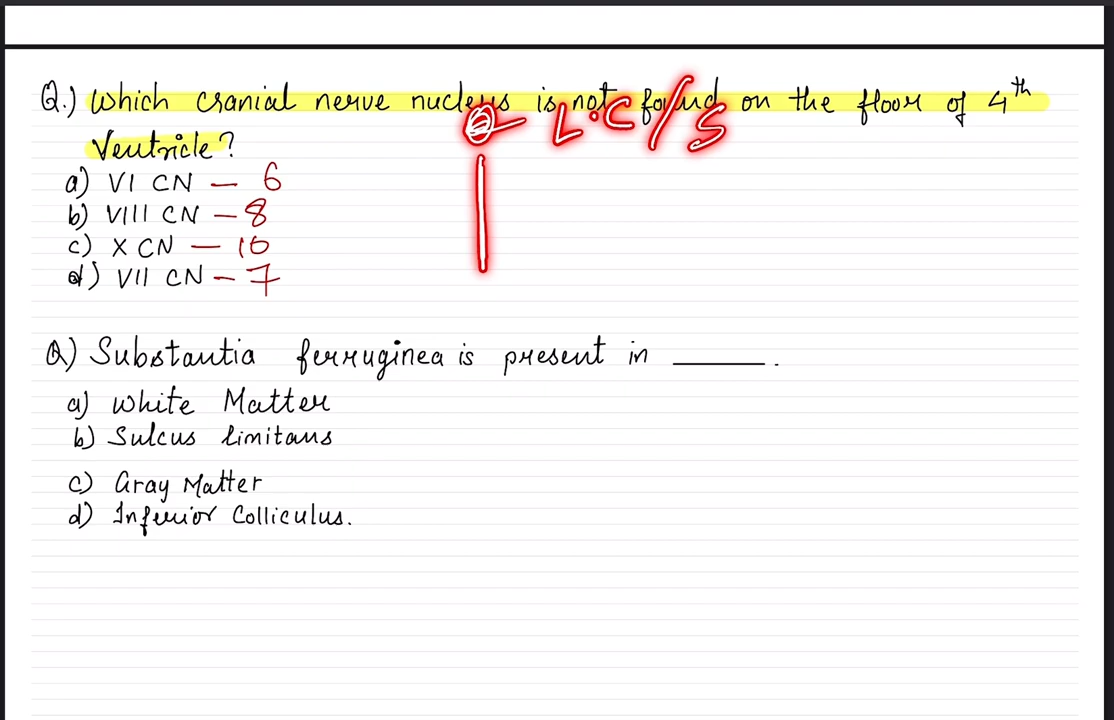 Q.) Which cranial nerve nucleus is not found on the floor of 4th
Ventricle?
L.C/S
a) VI CN - 6
b) VIII CN - 8
c) X CN - 10
d) VII CN - 7
Q) Substantia ferruginea is present in ______.
a) White Matter
b) Sulcus limitans
c) Gray Matter
d) Inferior Colliculus.